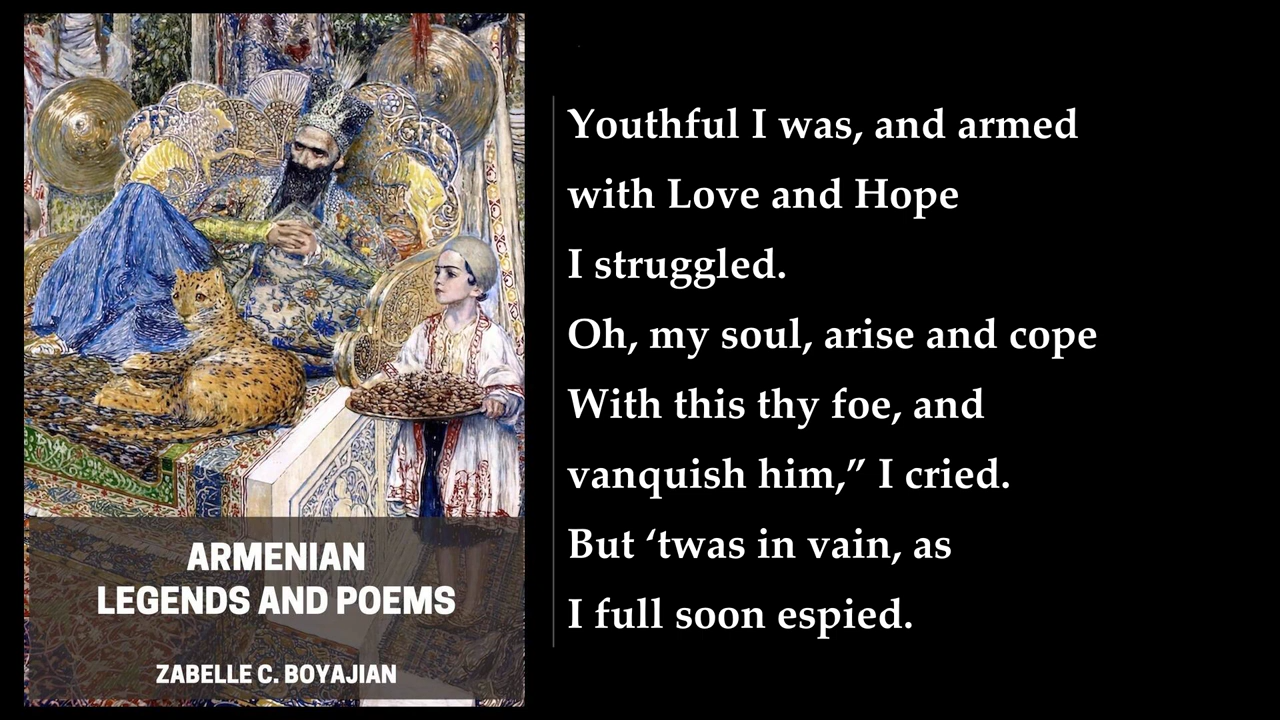 ARMENIAN
LEGENDS AND POEMS
ZABELLE C. BOYAJIAN
Youthful I was, and armed
with Love and Hope
I struggled.
Oh, my soul, arise and cope
With this thy foe, and
vanquish him,” I cried.
But ‘twas in vain, as
I full soon espied.